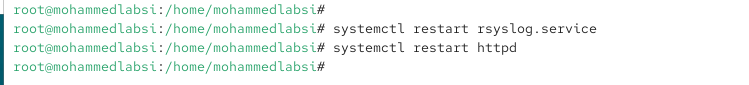 root@mohammedlabsi:/home/mohammedlabsi#
root@mohammedlabsi:/home/mohammedlabsi# systemctl restart rsyslog.service
root@mohammedlabsi:/home/mohammedlabsi# systemctl restart httpd
root@mohammedlabsi:/home/mohammedlabsi#